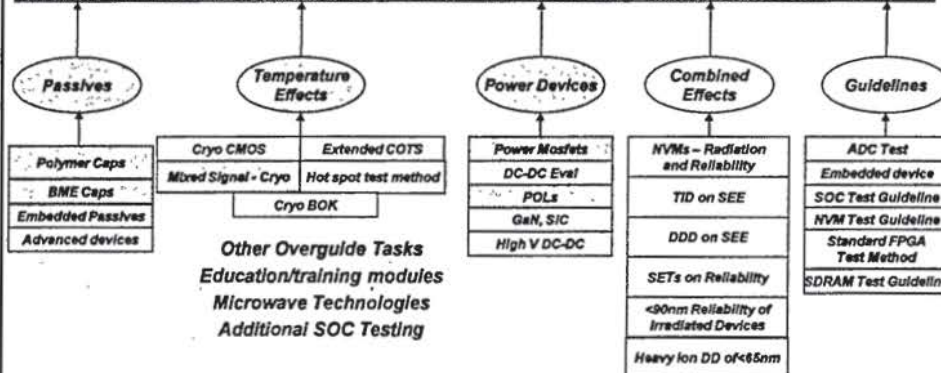 Passives
Temperature
Effects
Power Devices
Combined
Effects
Guidelines
Polymer Caps
BME Caps
Embedded Passives
Advanced devices
Cryo CMOS
Extended COTS
Mixed Signal - Cryo
Hot spot test method
Cryo BOK
Power Mosfets
DC-DC Eval
POLs
GaN, SiC
High V DC-DC
NVMs – Radiation
and Reliability
TID on SEE
DDD on SEE
SETs on Reliability
<90nm Reliability of
Irradiated Devices
Heavy Ion DD of<65nm
ADC Test
Embedded device
SOC Test Guideline
NVM Test Guideline
Standard FPGA
Test Method
SDRAM Test Guideline
Other Overguide Tasks
Education/training modules
Microwave Technologies
Additional SOC Testing